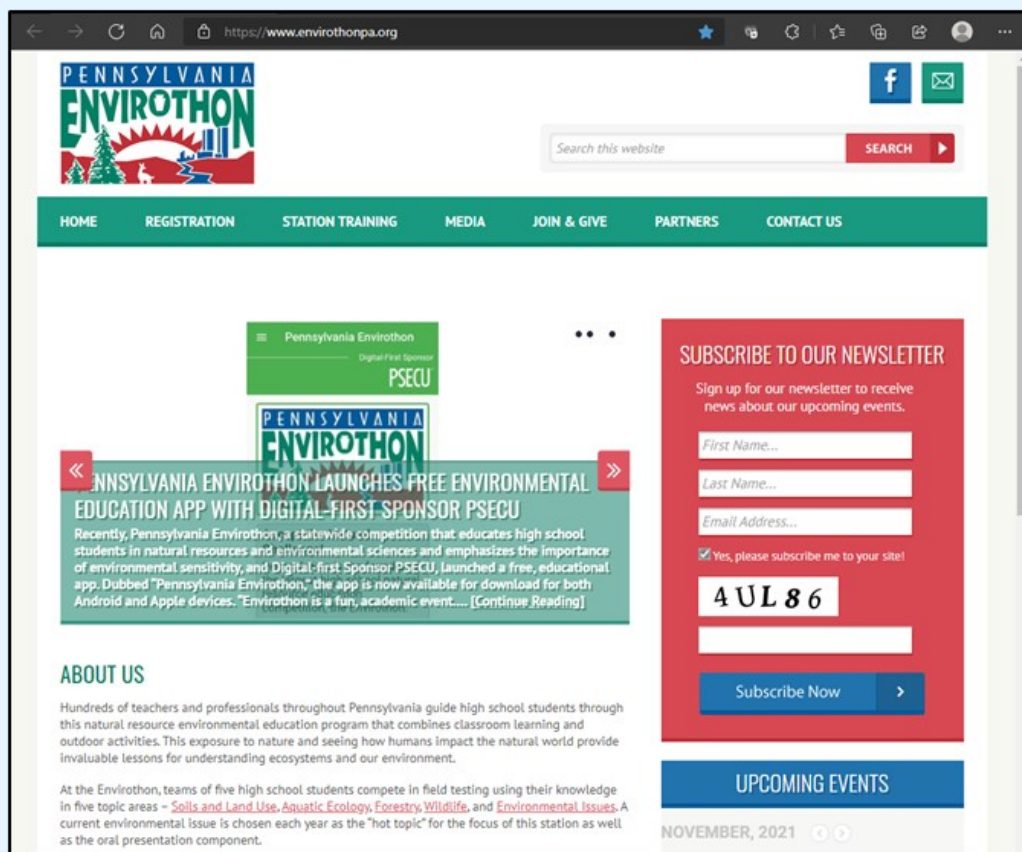 https://www.envirothonpa.org
PENNSYLVANIA
ENVIROTHON
f
Search this website
SEARCH
HOME REGISTRATION STATION TRAINING MEDIA JOIN & GIVE PARTNERS CONTACT US
Pennsylvania Envirothon
Digital-First Sponsor
PSECU
PENNSYLVANIA
ENVIROTHON
PENNSYLVANIA ENVIROTHON LAUNCHES FREE ENVIRONMENTAL
EDUCATION APP WITH DIGITAL-FIRST SPONSOR PSECU
Recently, Pennsylvania Envirothon, a statewide competition that educates high school
students in natural resources and environmental sciences and emphasizes the importance
of environmental sensitivity, and Digital-first Sponsor PSECU, launched a free, educational
app. Dubbed "Pennsylvania Envirothon," the app is now available for download for both
Android and Apple devices. "Envirothon is a fun, academic event.... [Continue Reading]
ABOUT US
Hundreds of teachers and professionals throughout Pennsylvania guide high school students through
this natural resource environmental education program that combines classroom learning and
outdoor activities. This exposure to nature and seeing how humans impact the natural world provide
invaluable lessons for understanding ecosystems and our environment.
At the Envirothon, teams of five high school students compete in field testing using their knowledge
in five topic areas – Soils and Land Use, Aquatic Ecology, Forestry, Wildlife, and Environmental Issues. A
current environmental issue is chosen each year as the "hot topic" for the focus of this station as well
as the oral presentation component.
SUBSCRIBE TO OUR NEWSLETTER
Sign up for our newsletter to receive
news about our upcoming events.
First Name...
Last Name...
Email Address...
Yes, please subscribe me to your site!
4UL86
Subscribe Now
UPCOMING EVENTS
NOVEMBER, 2021